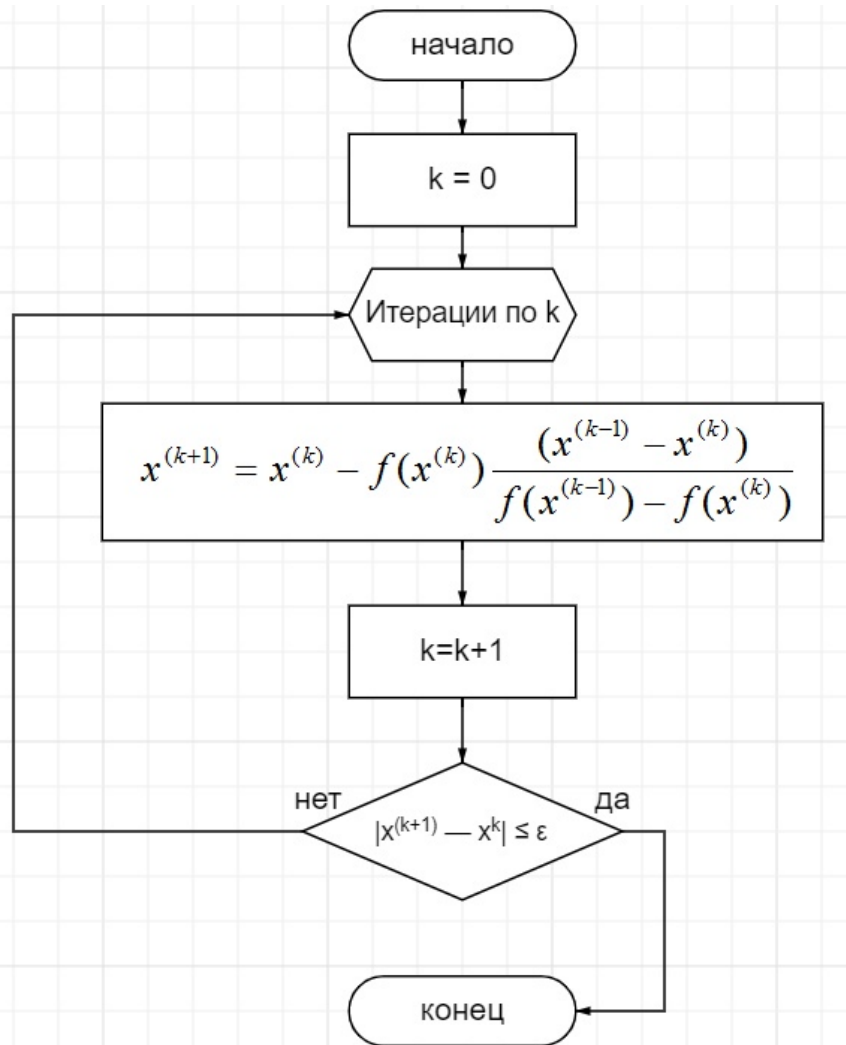 начало
k = 0
Итерации по k
x^(k+1) = x^(k) − f(x^(k)) (x^(k−1) − x^(k)) / f(x^(k−1)) − f(x^(k))
k=k+1
нет
да
|x^(k+1) — x^k| ≤ ε
конец